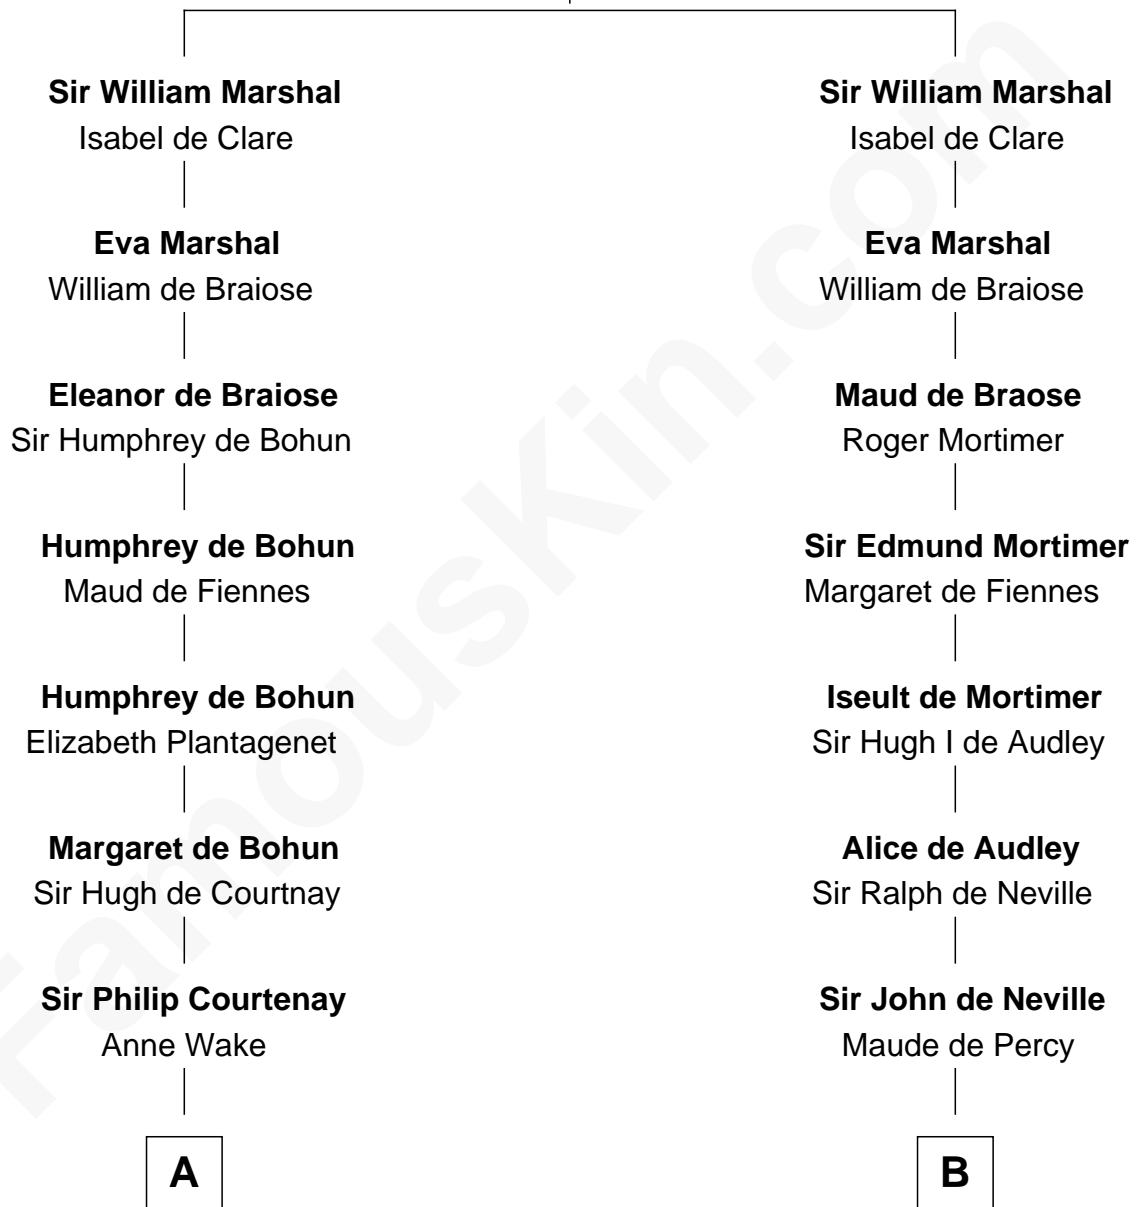 Sir William Marshal
Isabel de Clare
Eva Marshal
William de Braiose
Eleanor de Braiose
Sir Humphrey de Bohun
Humphrey de Bohun
Maud de Fiennes
Humphrey de Bohun
Elizabeth Plantagenet
Margaret de Bohun
Sir Hugh de Courtnay
Sir Philip Courtenay
Anne Wake
A
Sir William Marshal
Isabel de Clare
Eva Marshal
William de Braiose
Maud de Braose
Roger Mortimer
Sir Edmund Mortimer
Margaret de Fiennes
Iseult de Mortimer
Sir Hugh I de Audley
Alice de Audley
Sir Ralph de Neville
Sir John de Neville
Maude de Percy
B
FamousKin.com